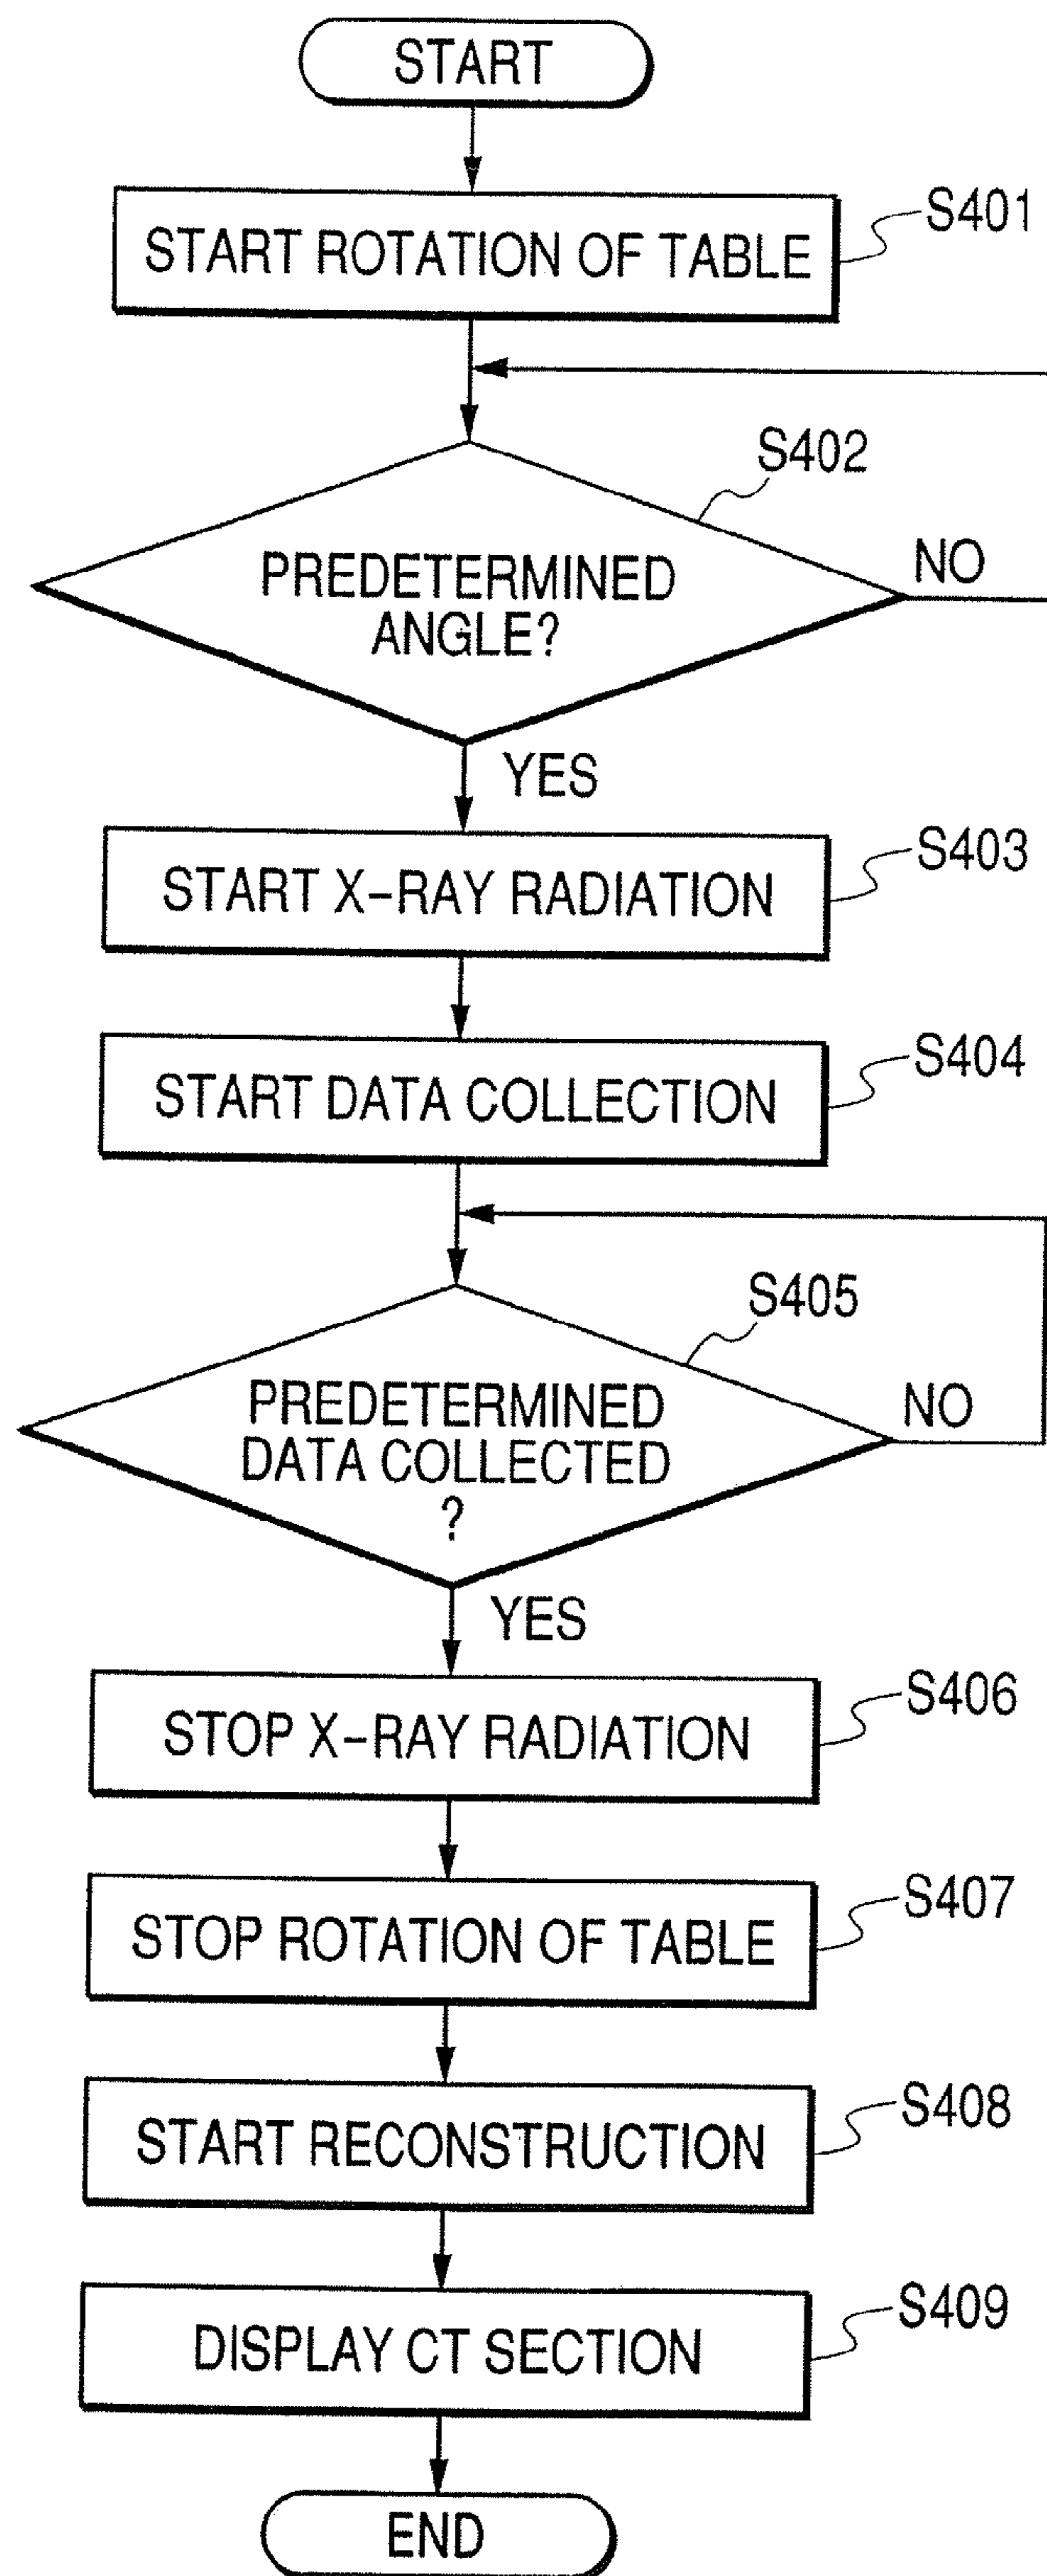 START
START ROTATION OF TABLE
S401
S402
PREDETERMINED
ANGLE?
NO
YES
START X-RAY RADIATION
S403
START DATA COLLECTION
S404
S405
PREDETERMINED
DATA COLLECTED
?
NO
YES
STOP X-RAY RADIATION
S406
STOP ROTATION OF TABLE
S407
START RECONSTRUCTION
S408
DISPLAY CT SECTION
S409
END